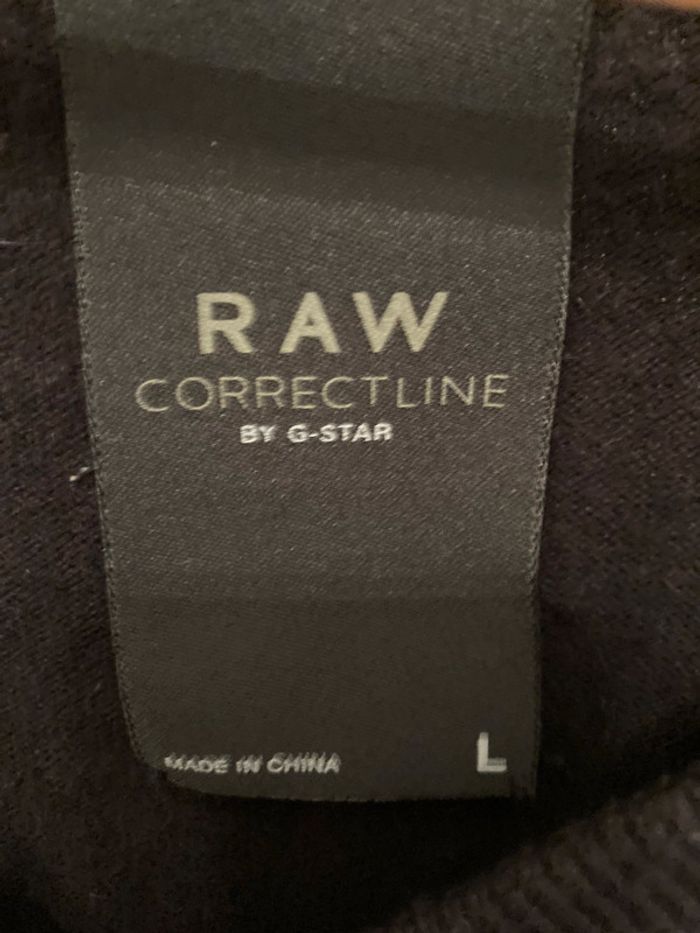 RAW
CORRECTLINE
BY G-STAR
MADE IN CHINA L